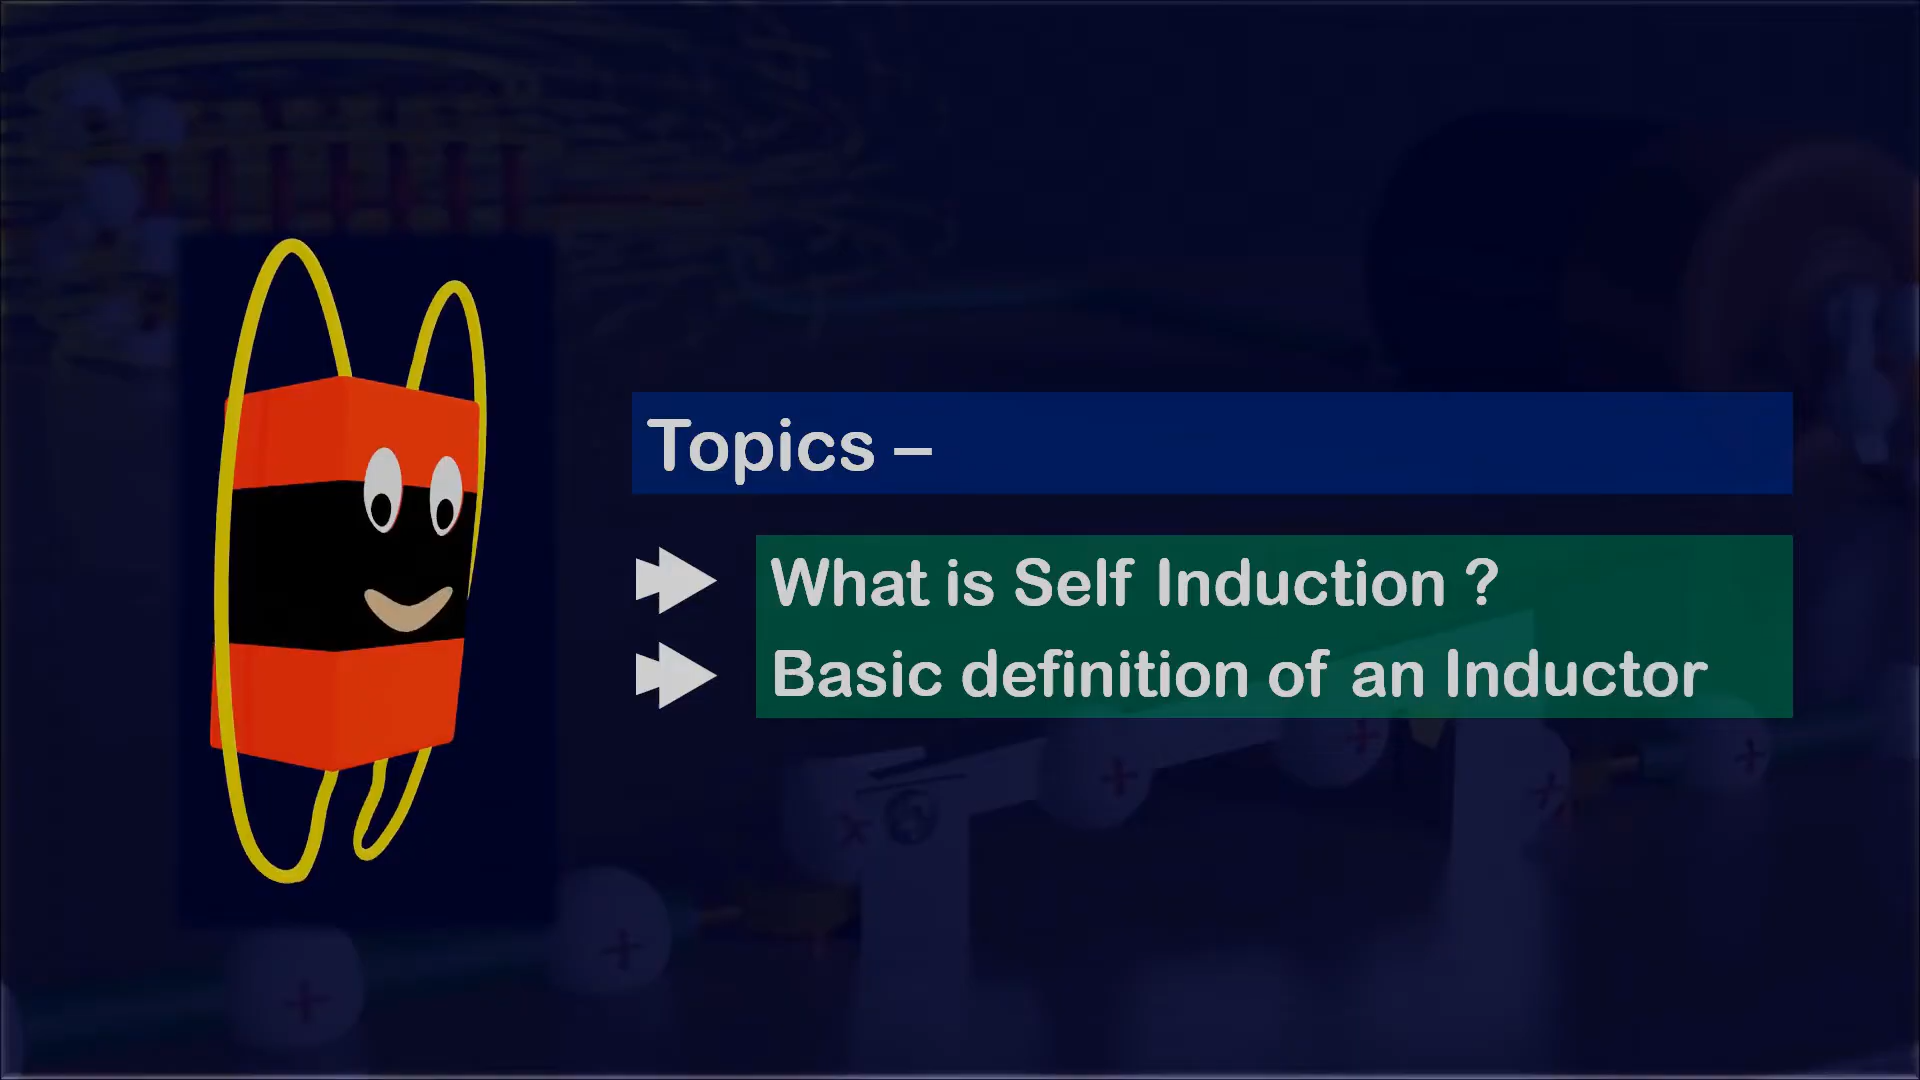 Topics –
What is Self Induction ?
Basic definition of an Inductor